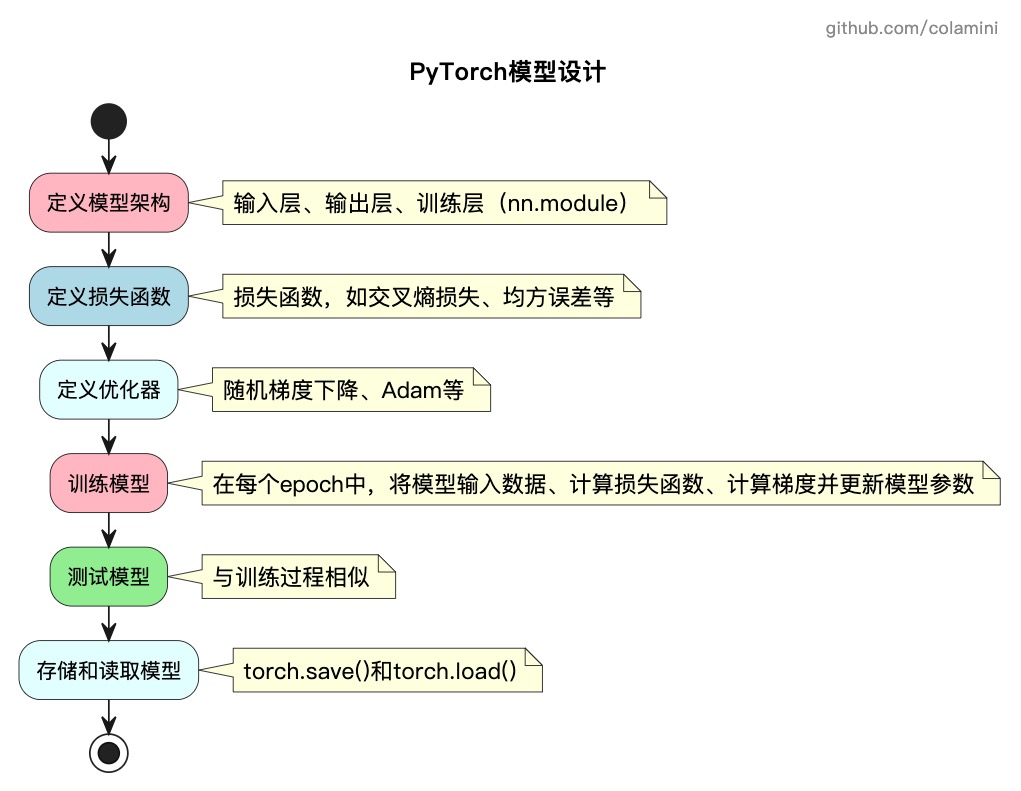 github.com/colamini
PyTorch模型设计
定义模型架构
输入层、输出层、训练层（nn.module）
定义损失函数
损失函数，如交叉熵损失、均方误差等
定义优化器
随机梯度下降、Adam等
训练模型
在每个epoch中，将模型输入数据、计算损失函数、计算梯度并更新模型参数
测试模型
与训练过程相似
存储和读取模型
torch.save()和torch.load()